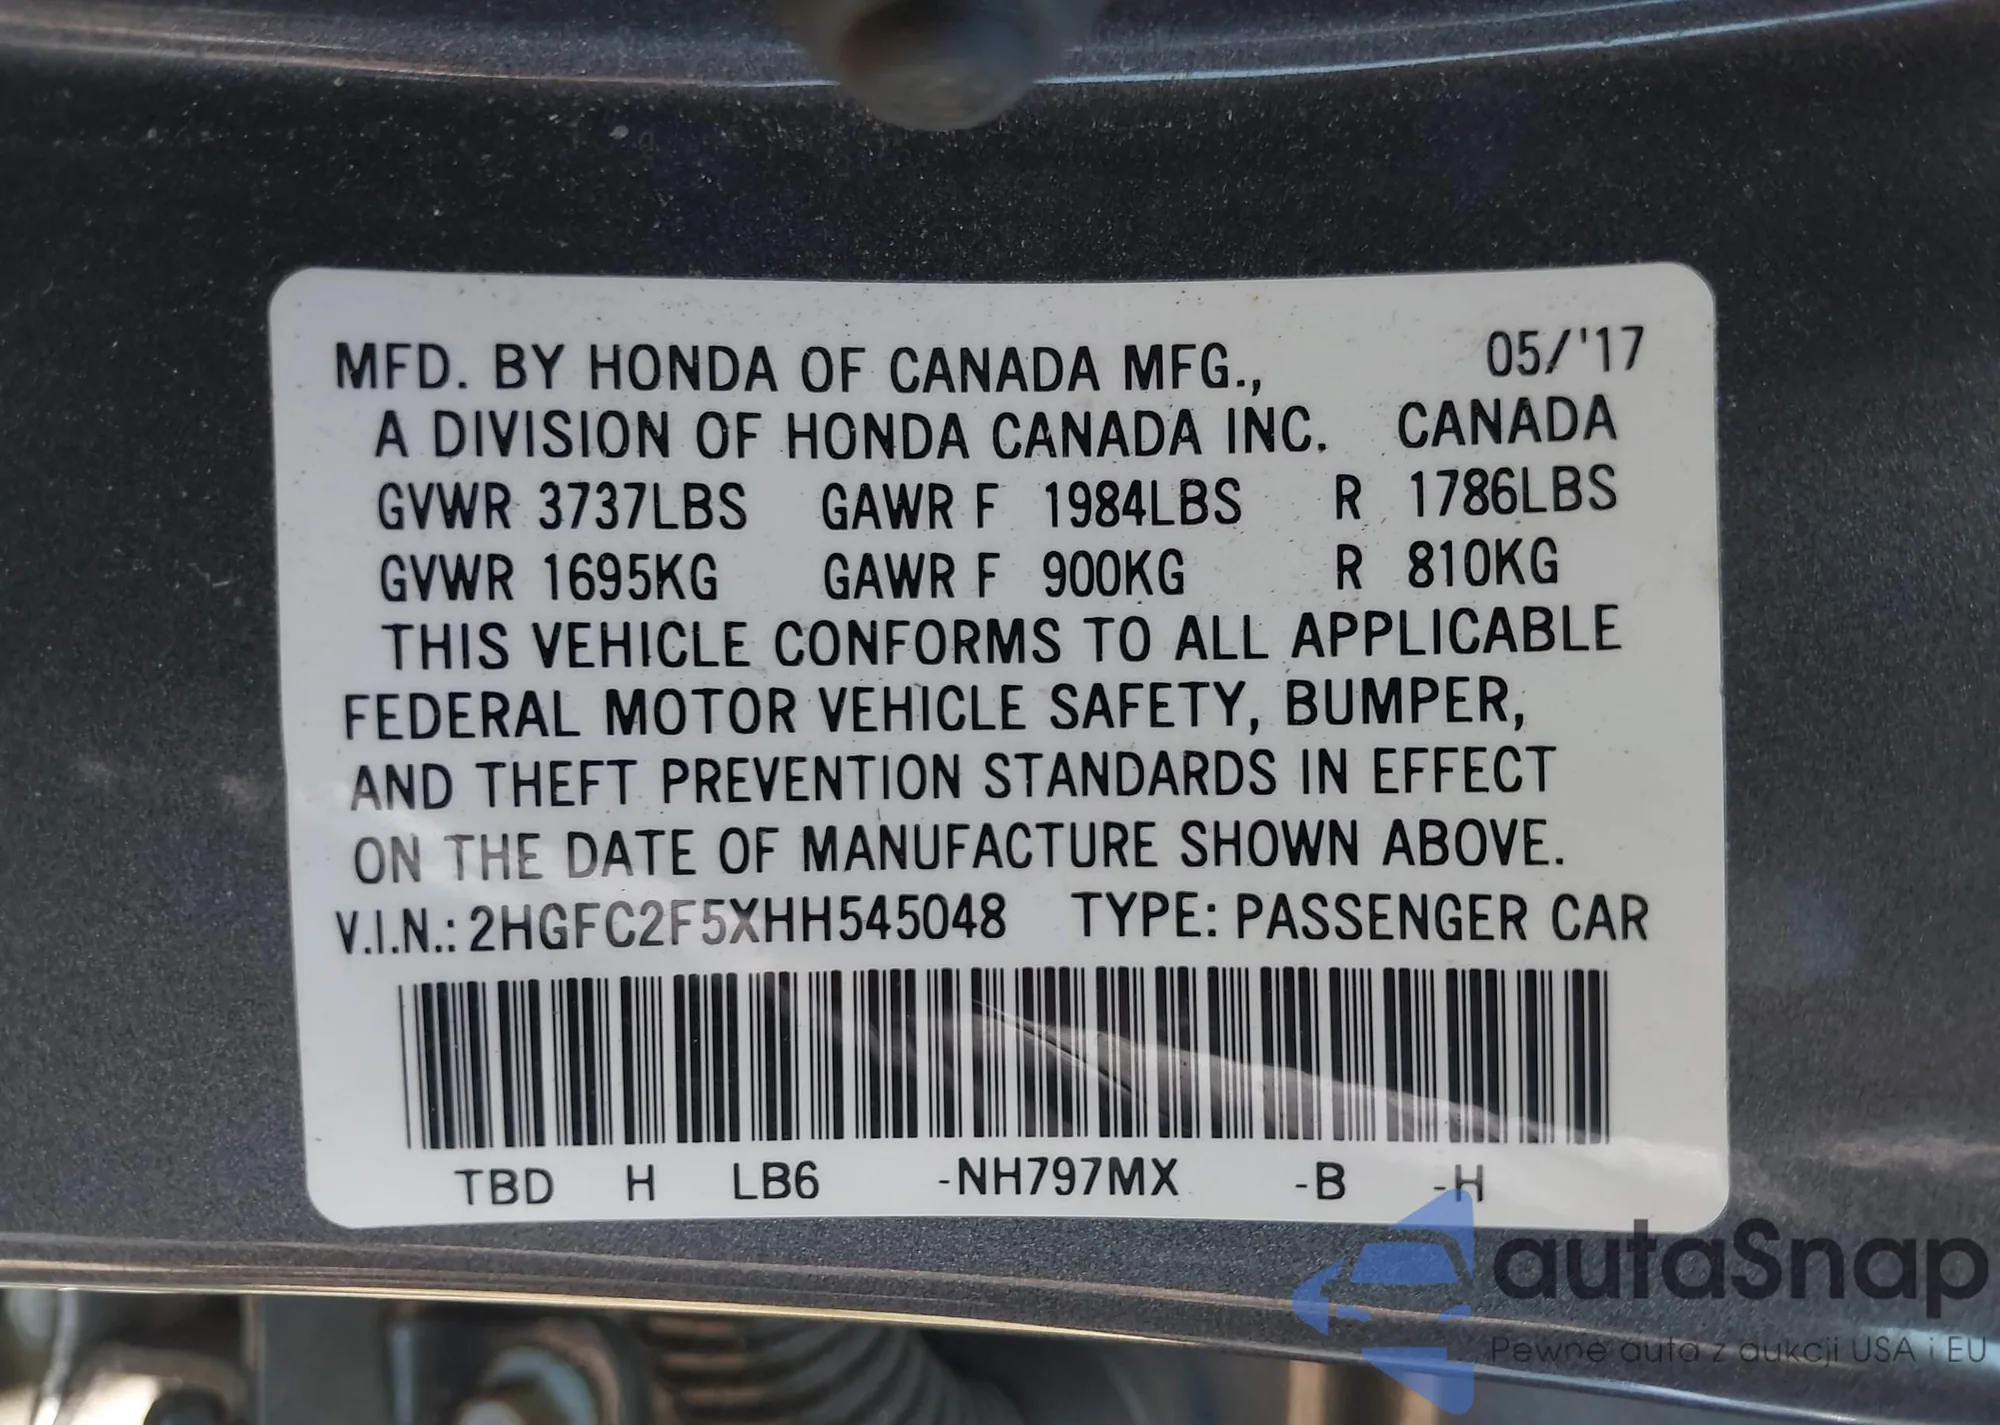 MFD. BY HONDA OF CANADA MFG., 05/'17
A DIVISION OF HONDA CANADA INC. CANADA
GVWR 3737LBS GAWR F 1984LBS R 1786LBS
GVWR 1695KG GAWR F 900KG R 810KG
THIS VEHICLE CONFORMS TO ALL APPLICABLE
FEDERAL MOTOR VEHICLE SAFETY, BUMPER,
AND THEFT PREVENTION STANDARDS IN EFFECT
ON THE DATE OF MANUFACTURE SHOWN ABOVE.
V.I.N.: 2HGFC2F5XHH545048 TYPE: PASSENGER CAR
TBD H LB6 -NH797MX -B -H
autaSnap
Pewne auta z aukcji USA i EU